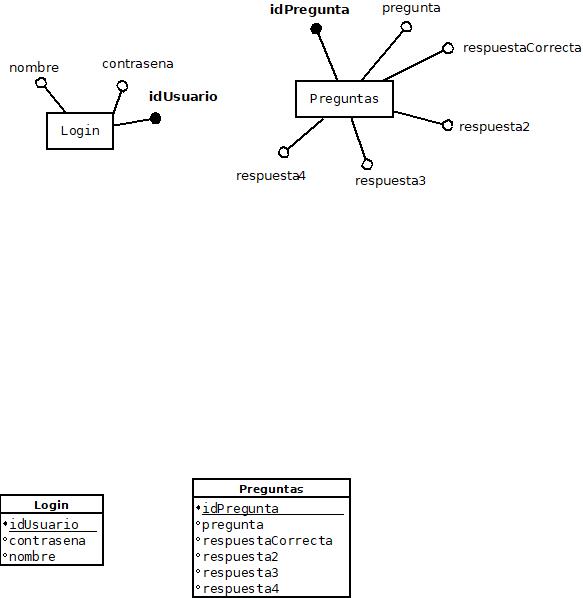 idPregunta
pregunta
respuestaCorrecta
nombre
contrasena
idUsuario
Preguntas
Login
respuesta2
respuesta4
respuesta3
Login
idUsuario
contrasena
nombre
Preguntas
idPregunta
pregunta
respuestaCorrecta
respuesta2
respuesta3
respuesta4